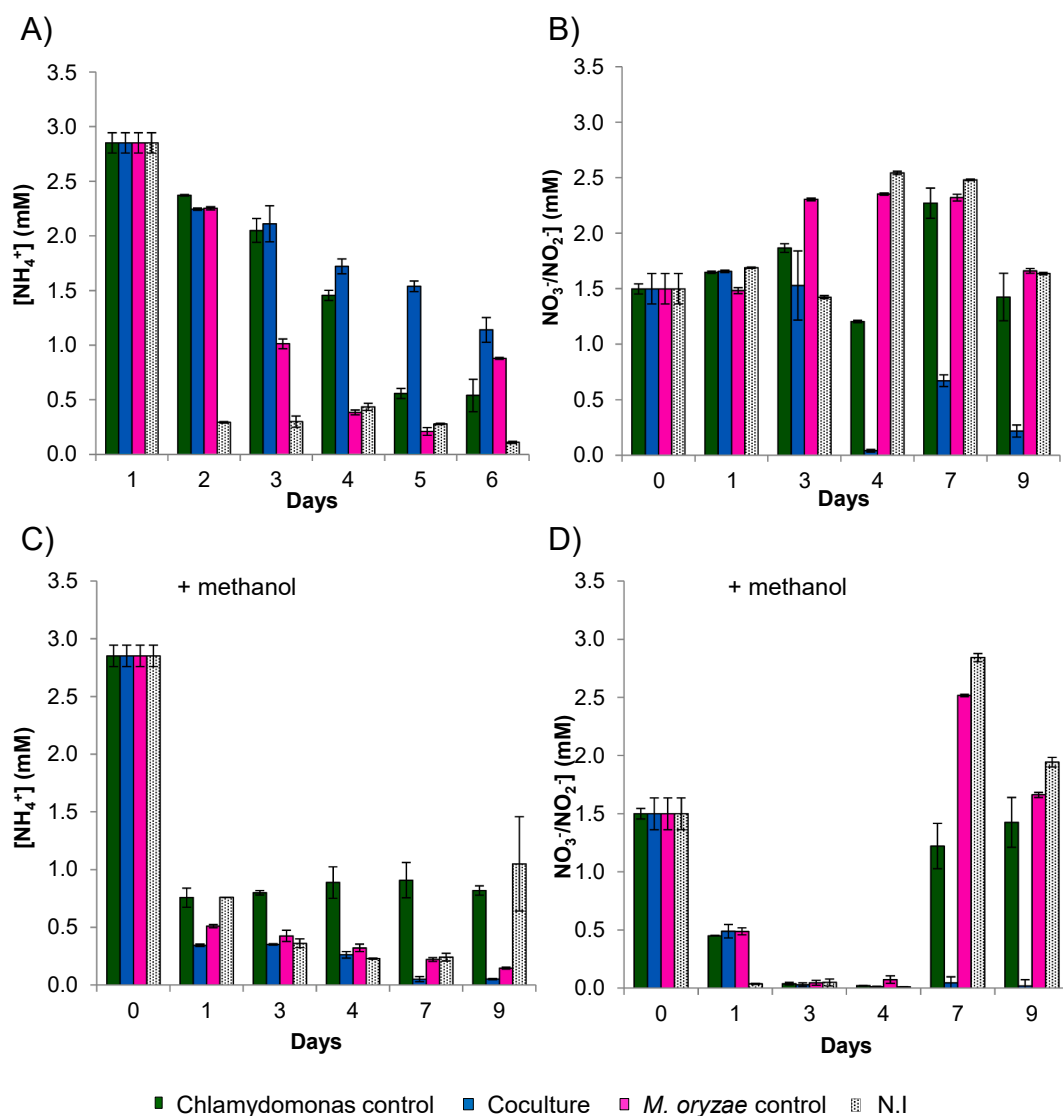 A)
B)
3.5
3.0
2.5
2.0
1.5
1.0
0.5
0.0
[NH₄⁺] (mM)
1 2 3 4 5 6
Days
3.5
3.0
2.5
2.0
1.5
1.0
0.5
0.0
NO₃⁻/NO₂⁻] (mM)
0 1 3 4 7 9
Days
C)
D)
+ methanol
3.5
3.0
2.5
2.0
1.5
1.0
0.5
0.0
[NH₄⁺] (mM)
0 1 3 4 7 9
Days
+ methanol
3.5
3.0
2.5
2.0
1.5
1.0
0.5
0.0
NO₃⁻/NO₂⁻] (mM)
0 1 3 4 7 9
Days
Chlamydomonas control Coculture M. oryzae control N.I